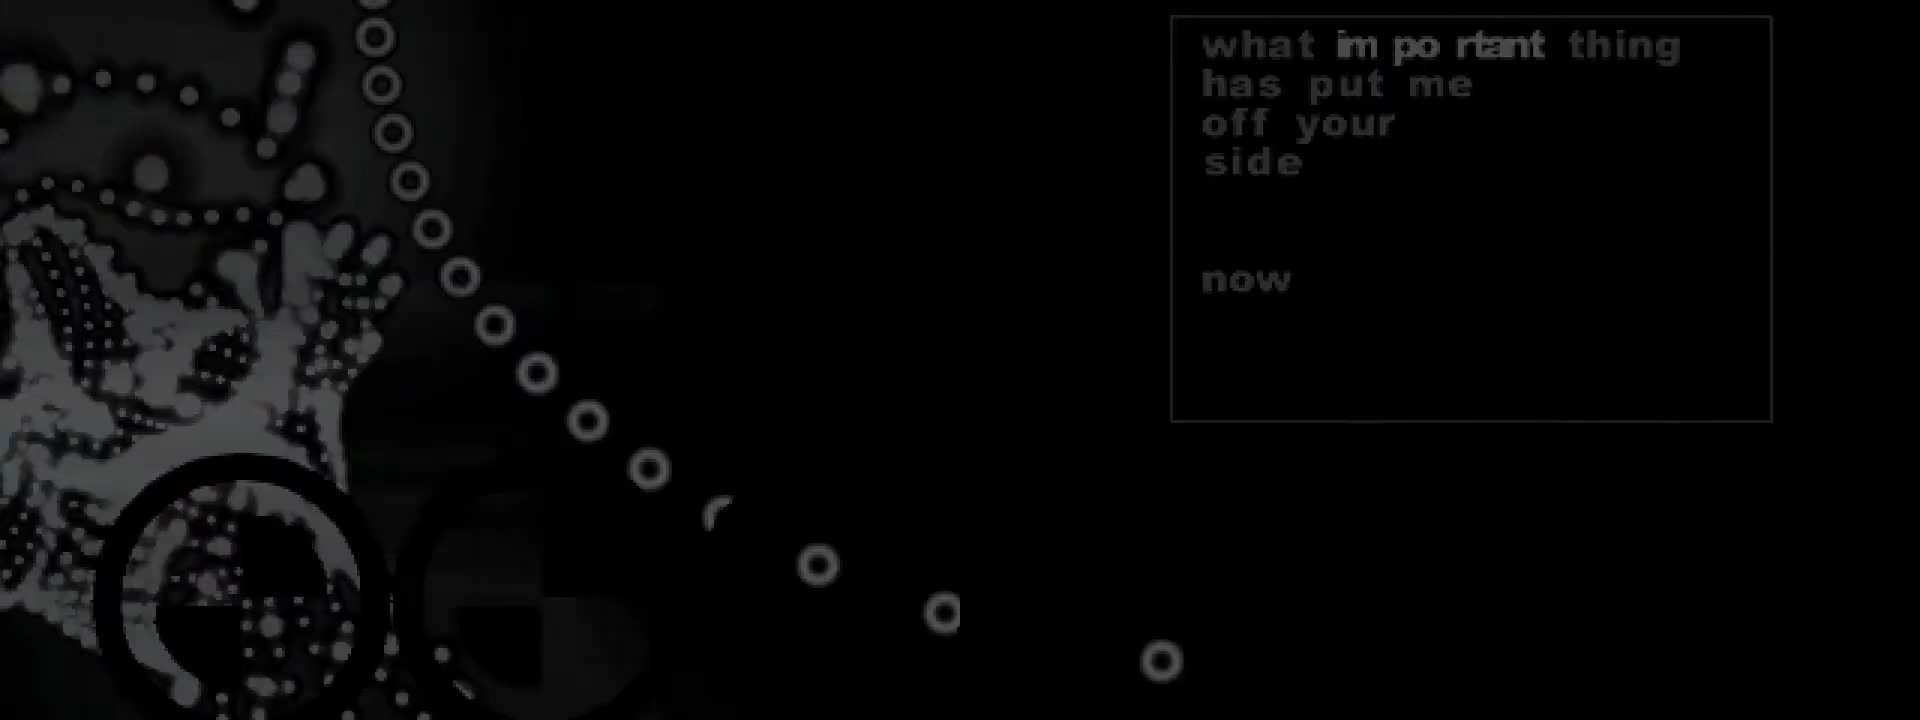 what im po rtant thing
has put me
off your
side
now